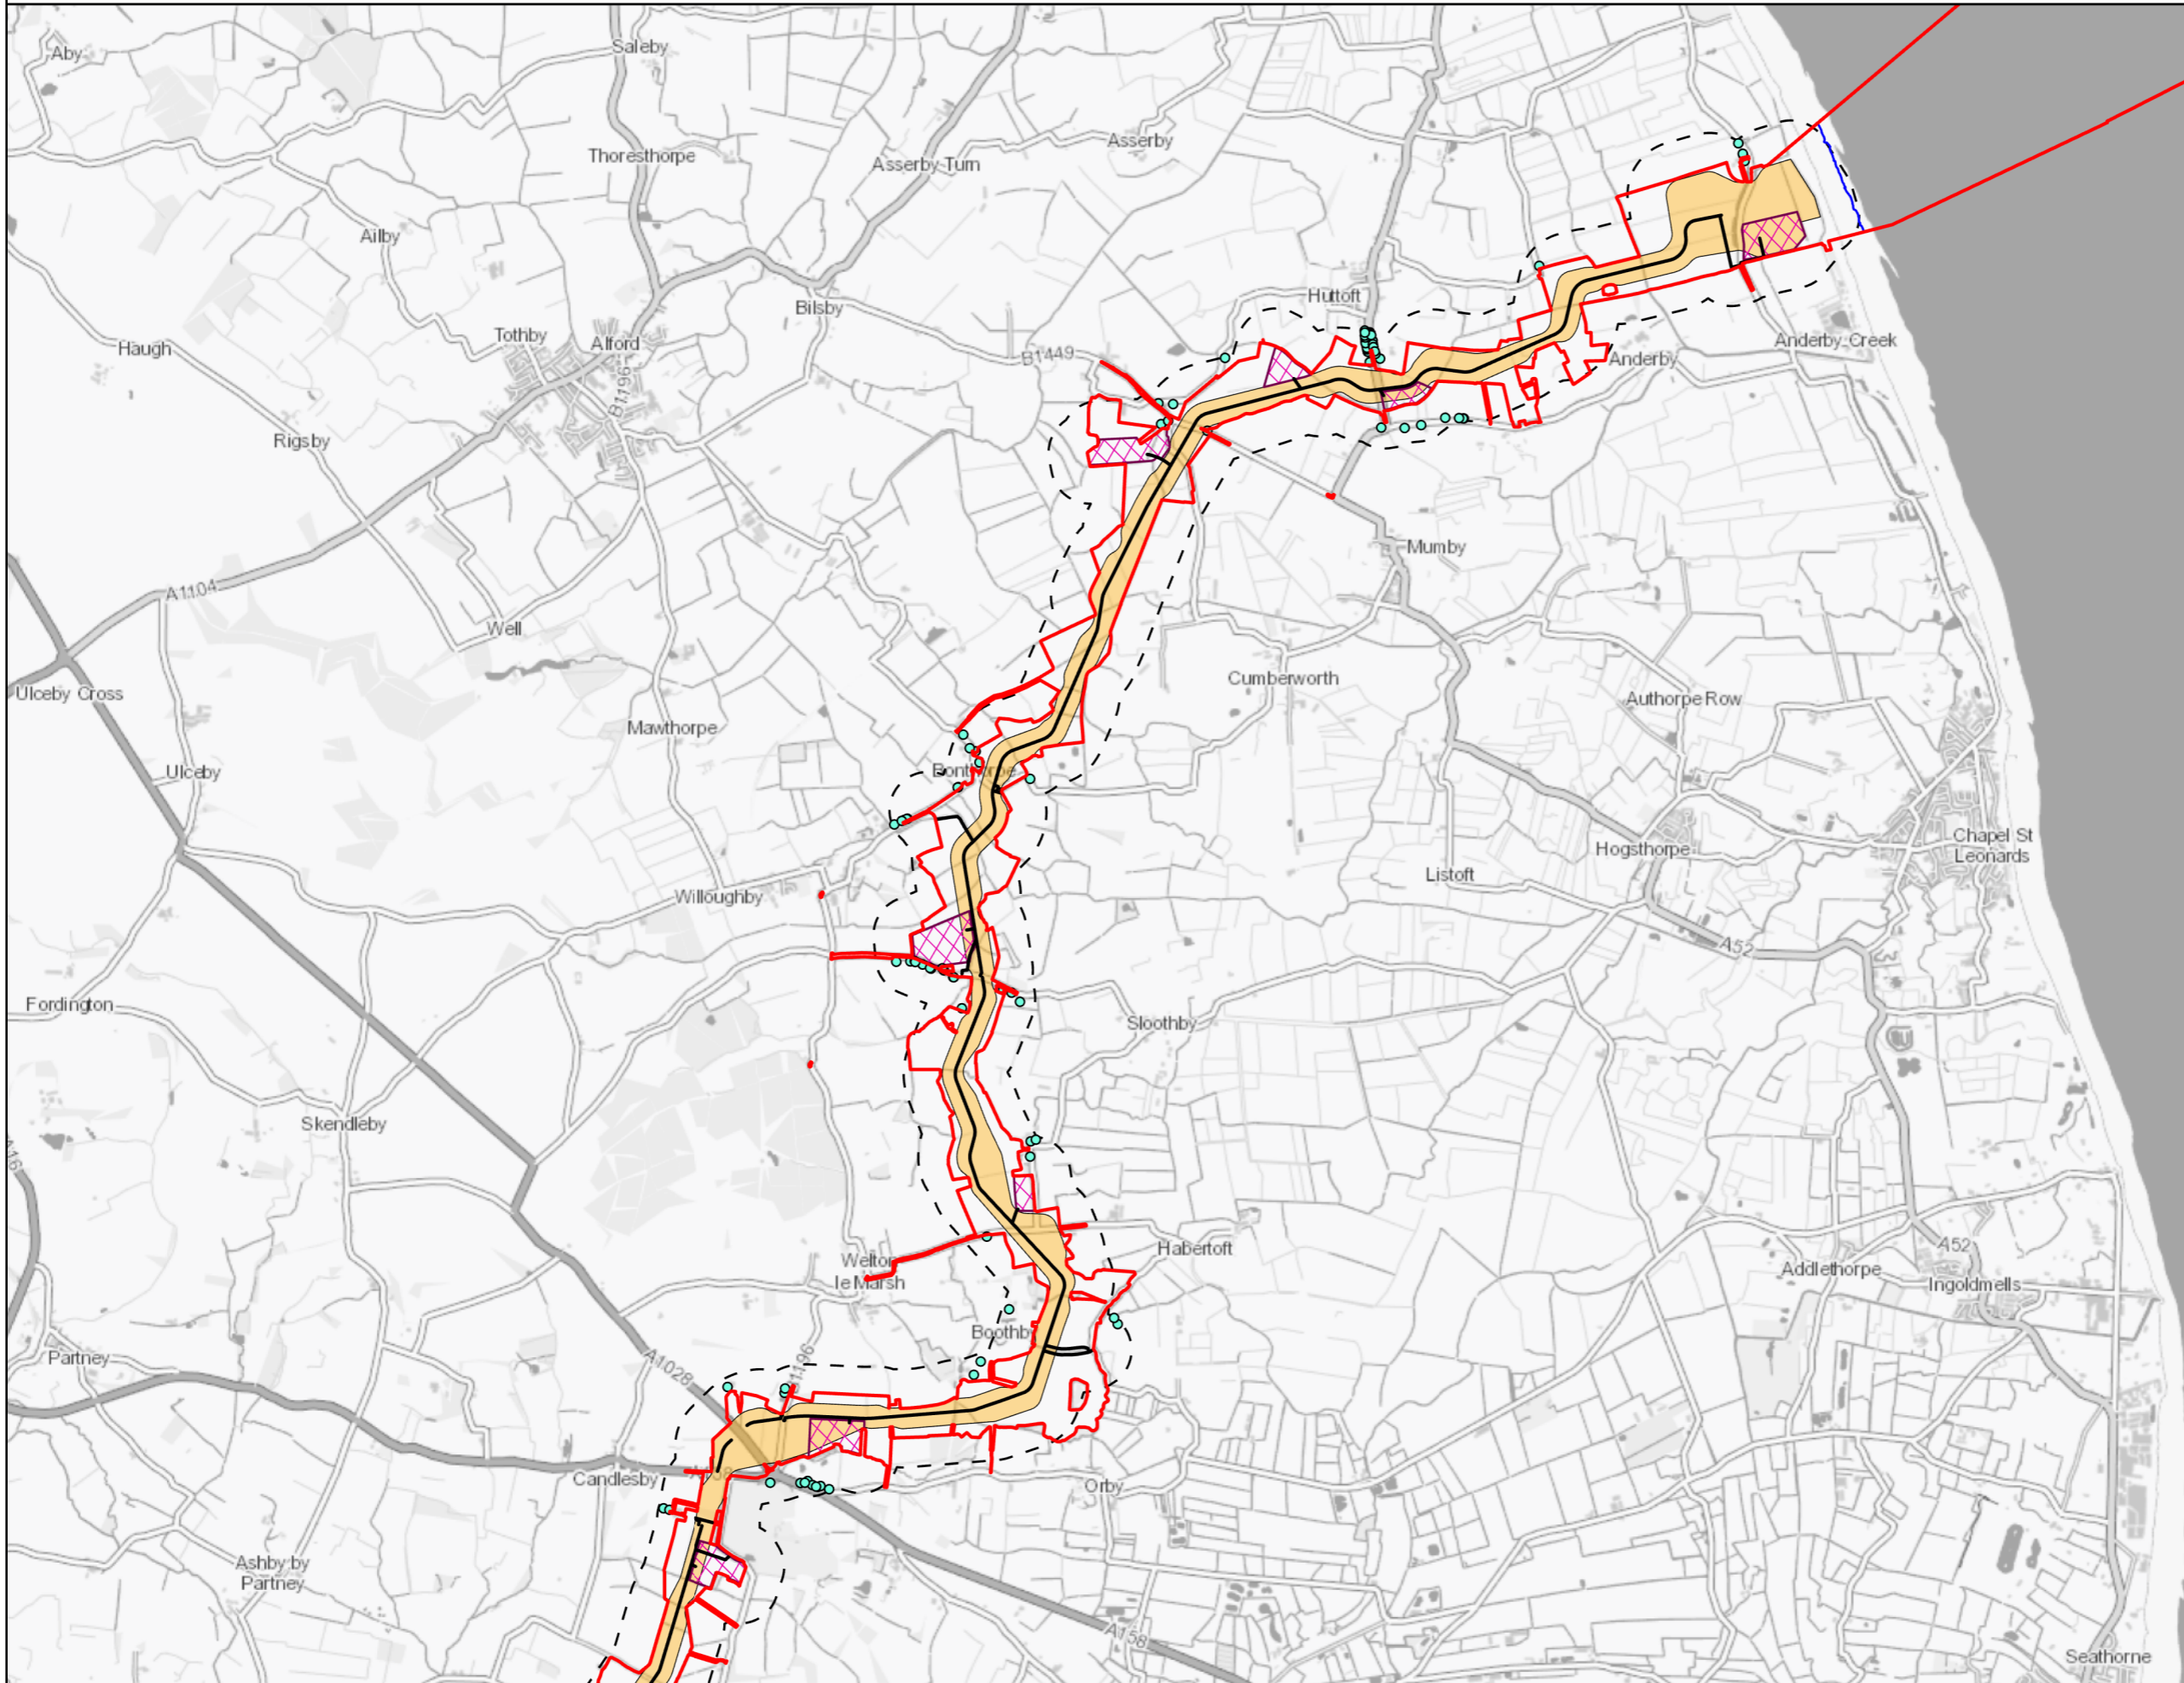 Aby
Saleby
Thoresthorpe
Asserby
Asserby Turn
Ailby
Bilsby
Huttoft
Tothby
Alford
Haugh
B1449
Anderby Creek
Anderby
B1196
Rigsby
Mumby
A1104
Well
Ulceby Cross
Cumberworth
Authorpe Row
Mawthorpe
Ulceby
Bonthorpe
Chapel St
Leonards
Hogsthorpe
Listoft
Willoughby
A52
Fordington
Sloothby
Skendleby
Habertoft
A52
Welton
le Marsh
Addlethorpe
Ingoldmells
Boothby
Partney
A1028
Candlesby
Orby
Ashby by
Partney
A158
Seathorne